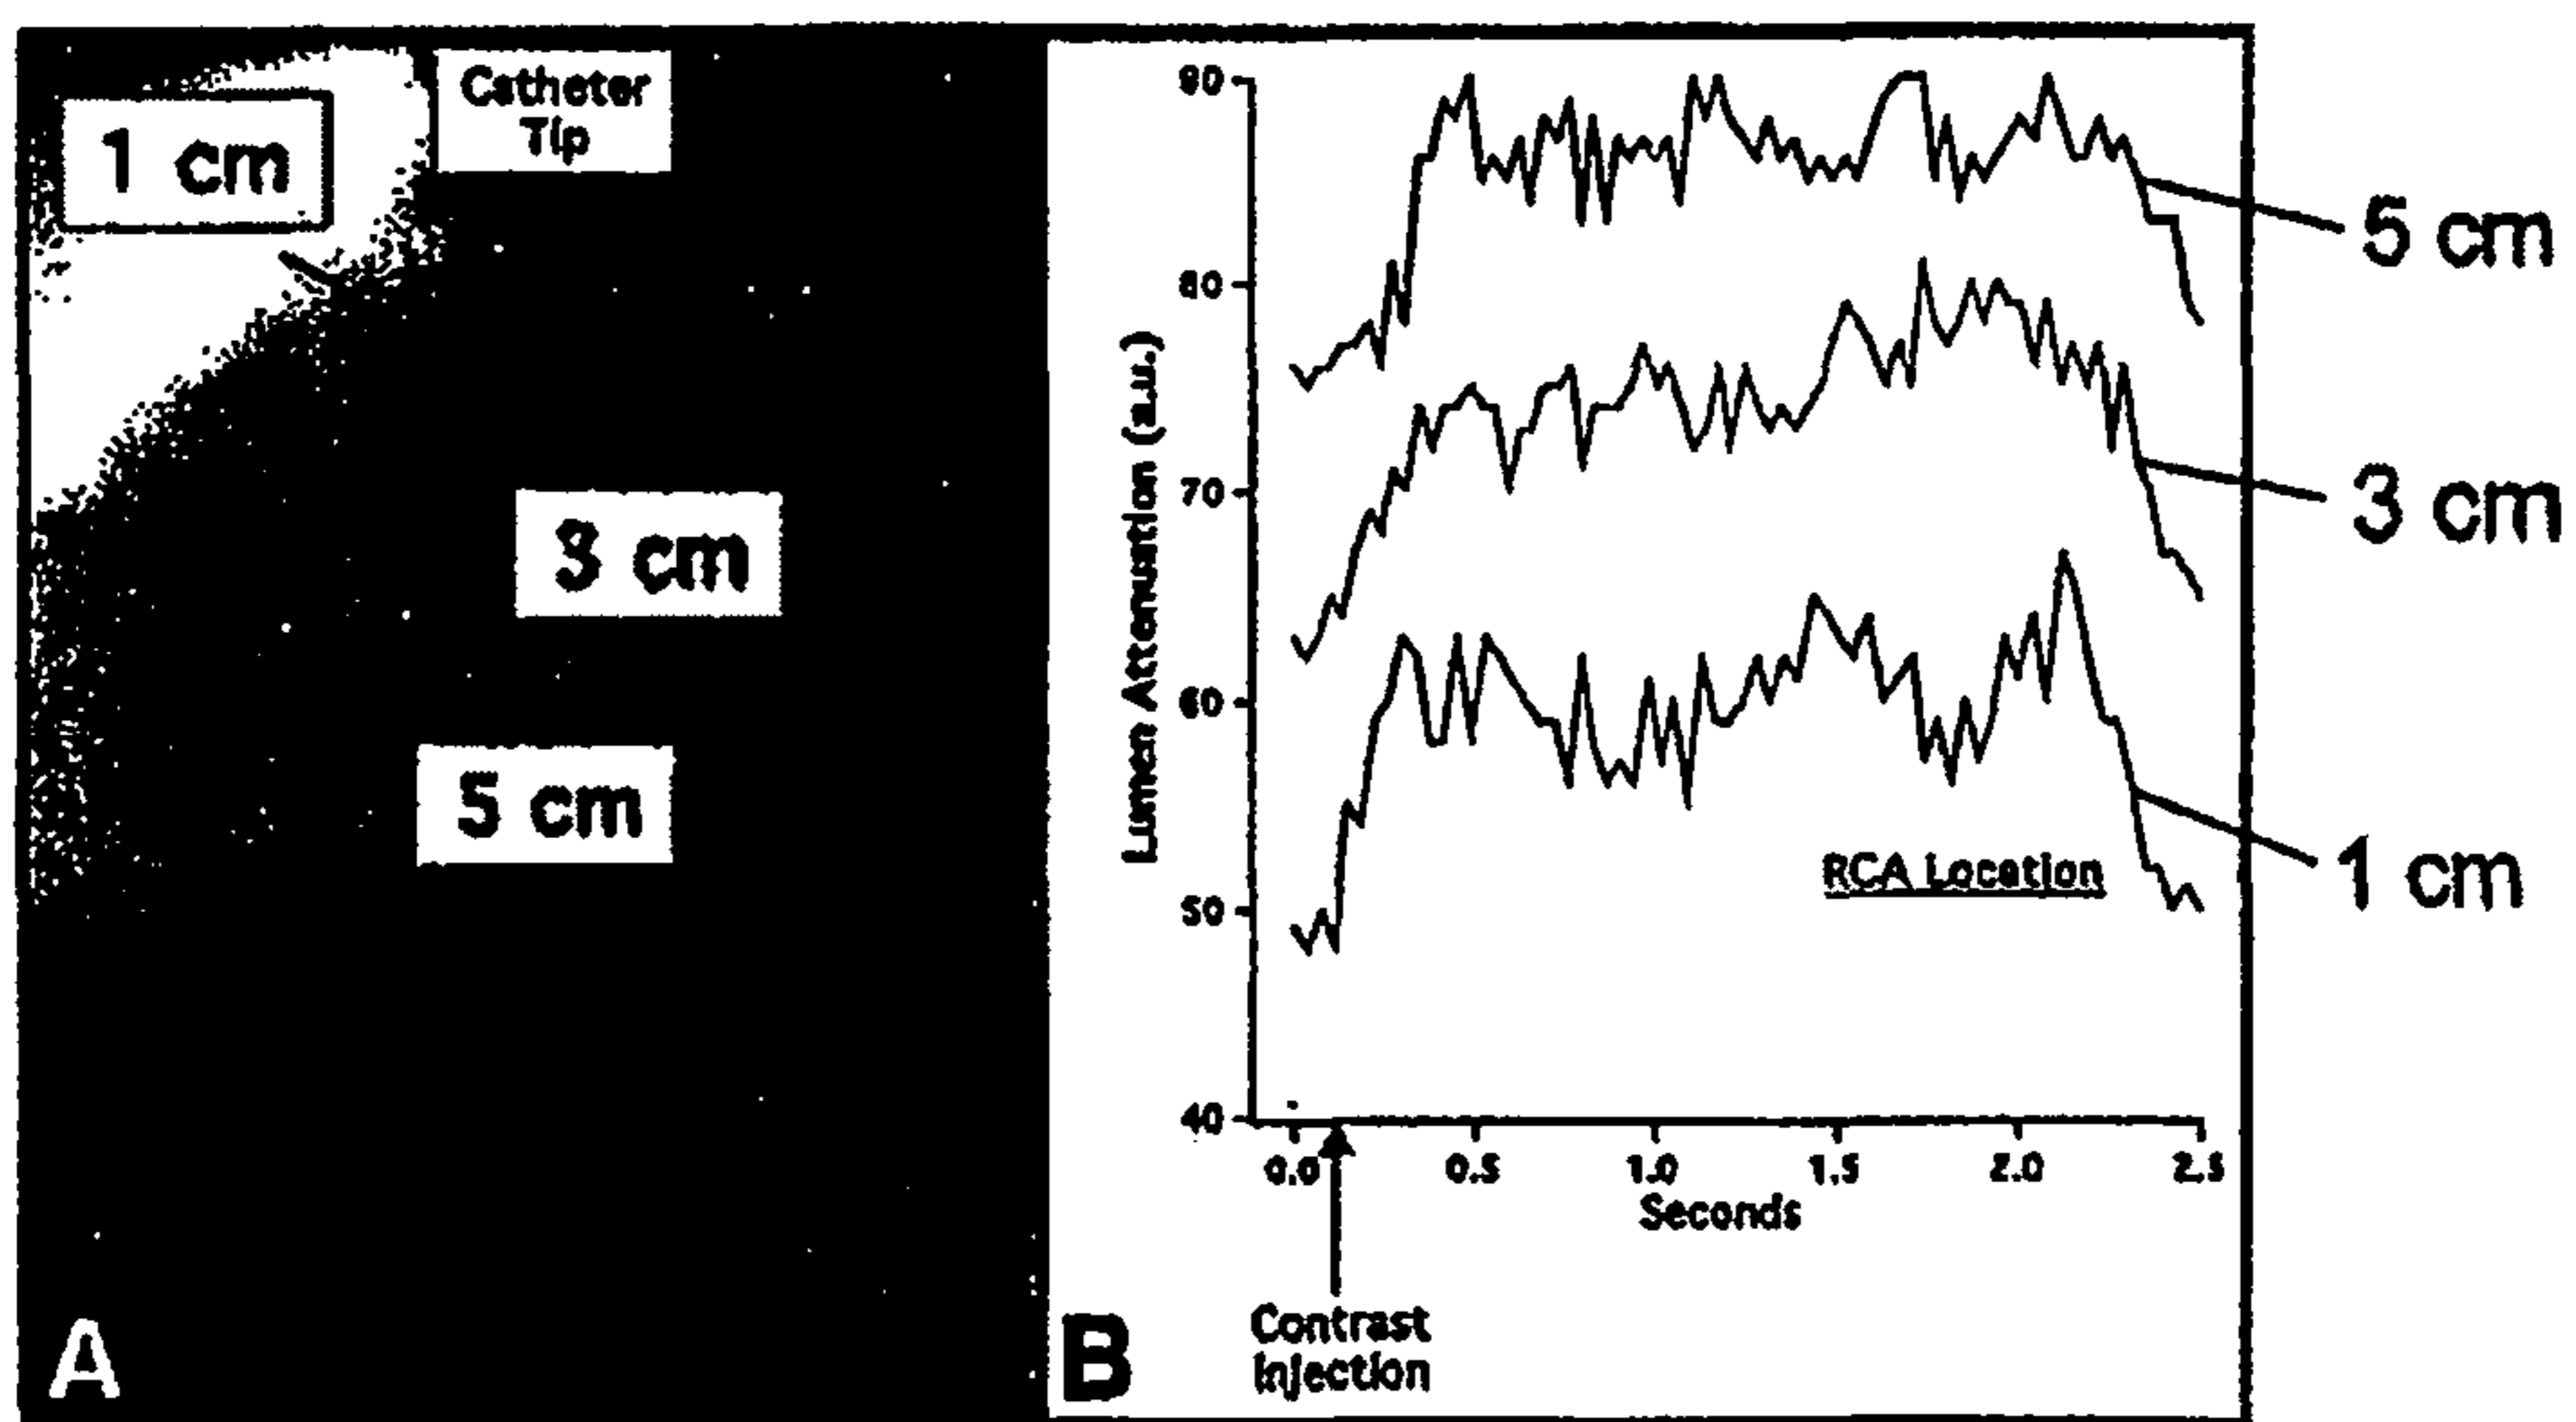 Catheter
Tip
1 cm
3 cm
5 cm
A
90
80
70
60
50
40
Lumen Attenuation (a.u.)
5 cm
3 cm
1 cm
RCA Location
0.0
0.5
1.0
1.5
2.0
2.5
Seconds
Contrast
Injection
B